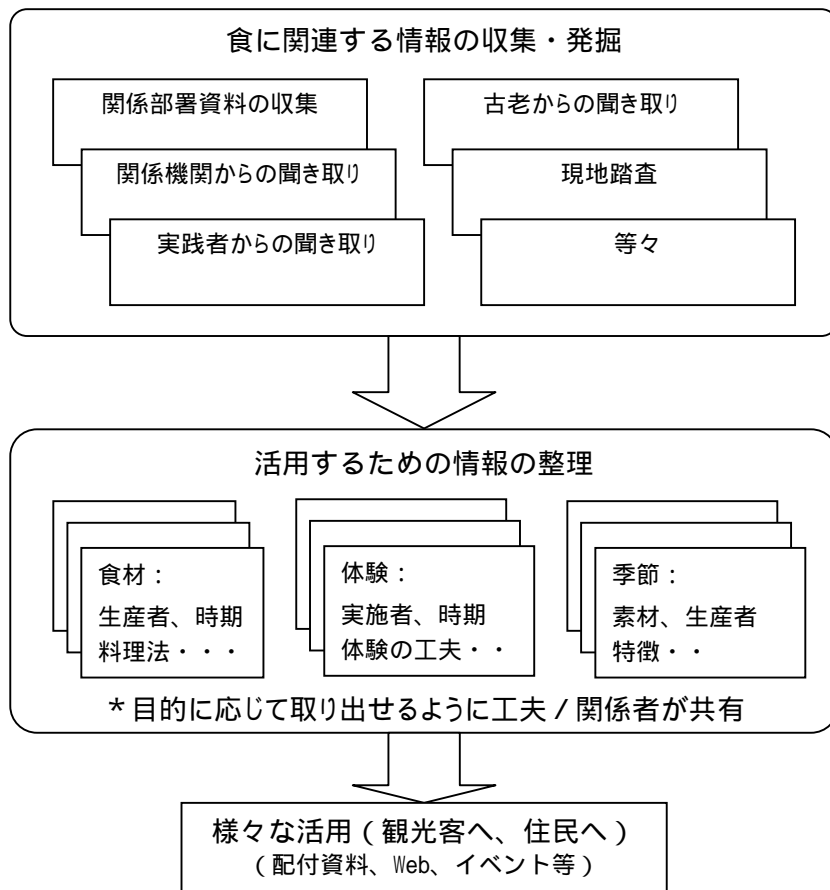 食に関連する情報の収集・発掘
関係部署資料の収集
関係機関からの聞き取り
実践者からの聞き取り
古老からの聞き取り
現地踏査
等々
活用するための情報の整理
食材：
生産者、時期
料理法・・・
体験：
実施者、時期
体験の工夫・・
季節：
素材、生産者
特徴・・
＊目的に応じて取り出せるように工夫／関係者が共有
様々な活用（観光客へ、住民へ）
（配付資料、Web、イベント等）